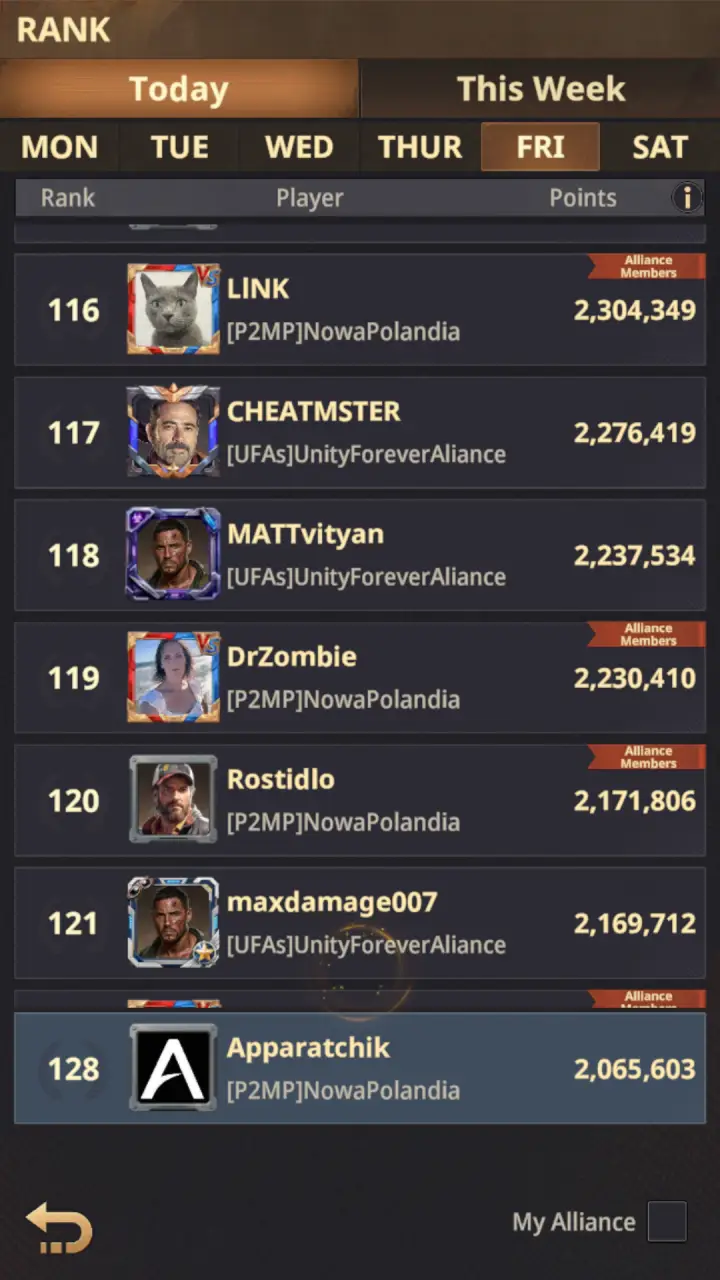 RANK
Today
This Week
MON TUE WED THUR FRI SAT
Rank Player Points i
Alliance
Members
116
VS
LINK
[P2MP]NowaPolandia
2,304,349
117
CHEATMSTER
[UFAs]UnityForeverAliance
2,276,419
118
MATTvityan
[UFAs]UnityForeverAliance
2,237,534
Alliance
Members
119
VS
DrZombie
[P2MP]NowaPolandia
2,230,410
Alliance
Members
120
Rostidlo
[P2MP]NowaPolandia
2,171,806
121
maxdamage007
[UFAs]UnityForeverAliance
2,169,712
Alliance
128
Apparatchik
[P2MP]NowaPolandia
2,065,603
My Alliance